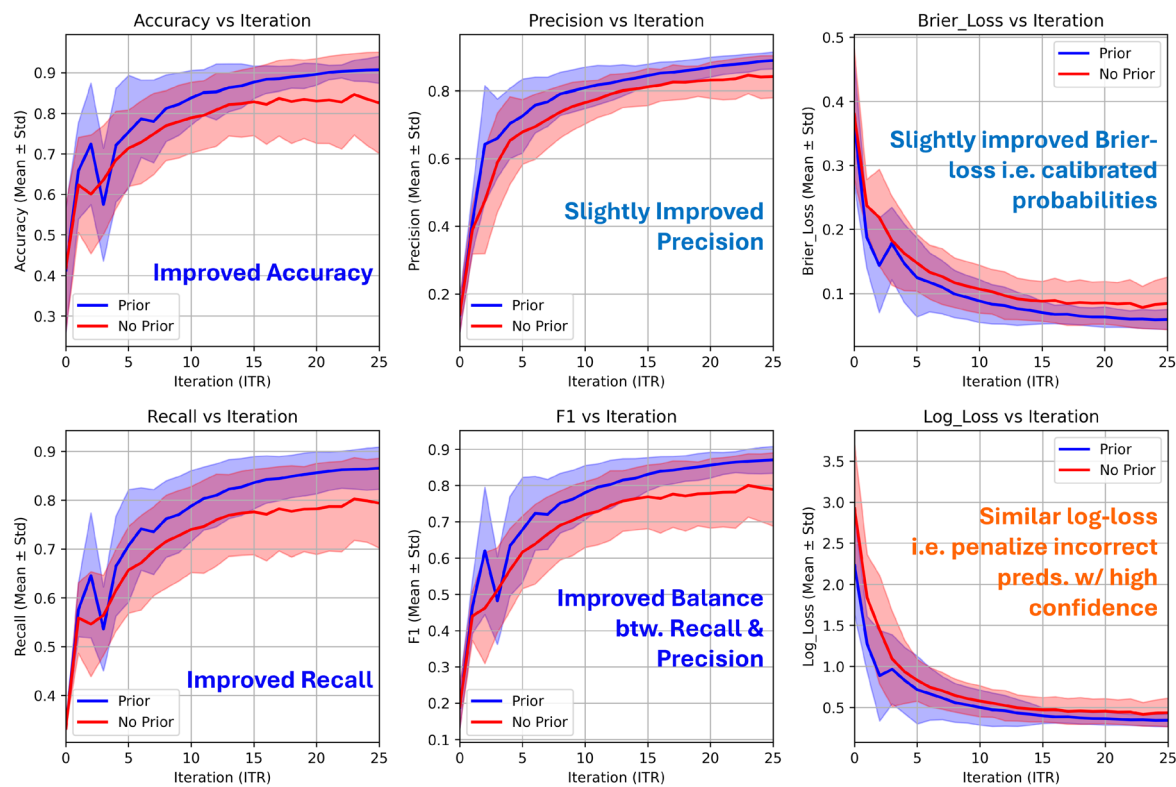 Accuracy vs Iteration
Accuracy (Mean ± Std)
0.9
0.8
0.7
0.6
0.5
0.4
0.3
Improved Accuracy
Prior
No Prior
0 5 10 15 20 25
Iteration (ITR)
Precision vs Iteration
Precision (Mean ± Std)
0.8
0.6
0.4
0.2
Slightly Improved
Precision
Prior
No Prior
0 5 10 15 20 25
Iteration (ITR)
Brier_Loss vs Iteration
Brier_Loss (Mean ± Std)
0.5
0.4
0.3
0.2
0.1
Prior
No Prior
Slightly improved Brier-
loss i.e. calibrated
probabilities
0 5 10 15 20 25
Iteration (ITR)
Recall vs Iteration
Recall (Mean ± Std)
0.9
0.8
0.7
0.6
0.5
0.4
Improved Recall
Prior
No Prior
0 5 10 15 20 25
Iteration (ITR)
F1 vs Iteration
F1 (Mean ± Std)
0.9
0.8
0.7
0.6
0.5
0.4
0.3
0.2
0.1
Improved Balance
btw. Recall &
Precision
Prior
No Prior
0 5 10 15 20 25
Iteration (ITR)
Log_Loss vs Iteration
Log_Loss (Mean ± Std)
3.5
3.0
2.5
2.0
1.5
1.0
0.5
Prior
No Prior
Similar log-loss
i.e. penalize incorrect
preds. w/ high
confidence
0 5 10 15 20 25
Iteration (ITR)